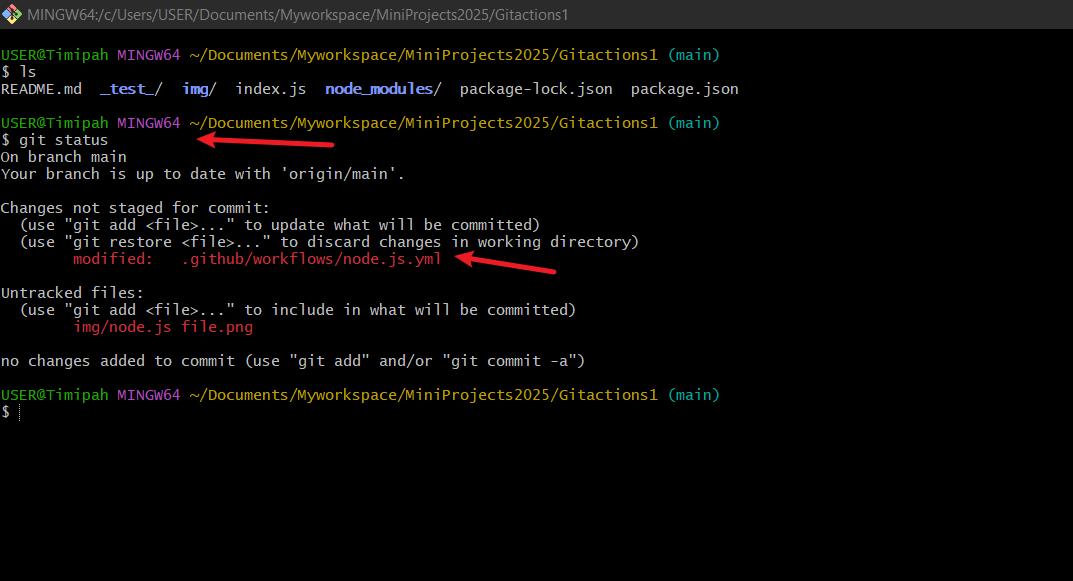 MINGW64:/c/Users/USER/Documents/Myworkspace/MiniProjects2025/Gitactions1
USER@Timipah MINGW64 ~/Documents/Myworkspace/MiniProjects2025/Gitactions1 (main)
$ ls
README.md  _test_/  img/  index.js  node_modules/  package-lock.json  package.json
USER@Timipah MINGW64 ~/Documents/Myworkspace/MiniProjects2025/Gitactions1 (main)
$ git status
On branch main
Your branch is up to date with 'origin/main'.
Changes not staged for commit:
  (use "git add <file>..." to update what will be committed)
  (use "git restore <file>..." to discard changes in working directory)
        modified:   .github/workflows/node.js.yml
Untracked files:
  (use "git add <file>..." to include in what will be committed)
        img/node.js file.png
no changes added to commit (use "git add" and/or "git commit -a")
USER@Timipah MINGW64 ~/Documents/Myworkspace/MiniProjects2025/Gitactions1 (main)
$